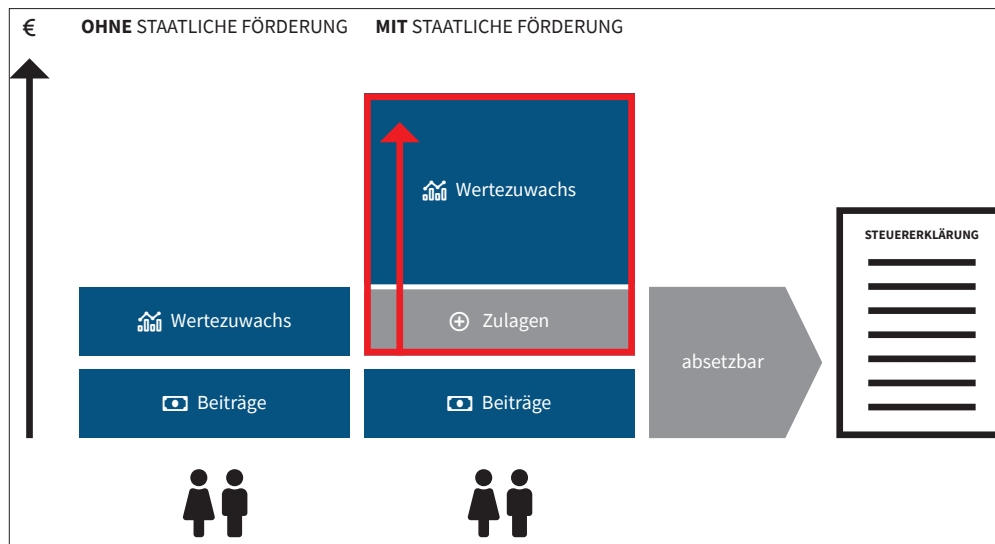 €
OHNE STAATLICHE FÖRDERUNG
MIT STAATLICHE FÖRDERUNG
Wertezuwachs
STEUERERKLÄRUNG
Wertezuwachs
Zulagen
absetzbar
Beiträge
Beiträge